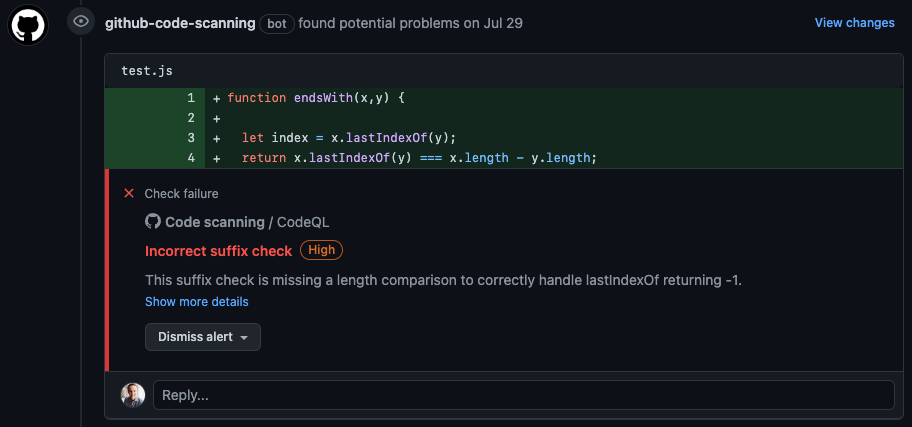 github-code-scanning bot found potential problems on Jul 29 View changes
test.js
1 + function endsWith(x,y) {
2 +
3 + let index = x.lastIndexOf(y);
4 + return x.lastIndexOf(y) === x.length - y.length;
Check failure
Code scanning / CodeQL
Incorrect suffix check High
This suffix check is missing a length comparison to correctly handle lastIndexOf returning -1.
Show more details
Dismiss alert
Reply...